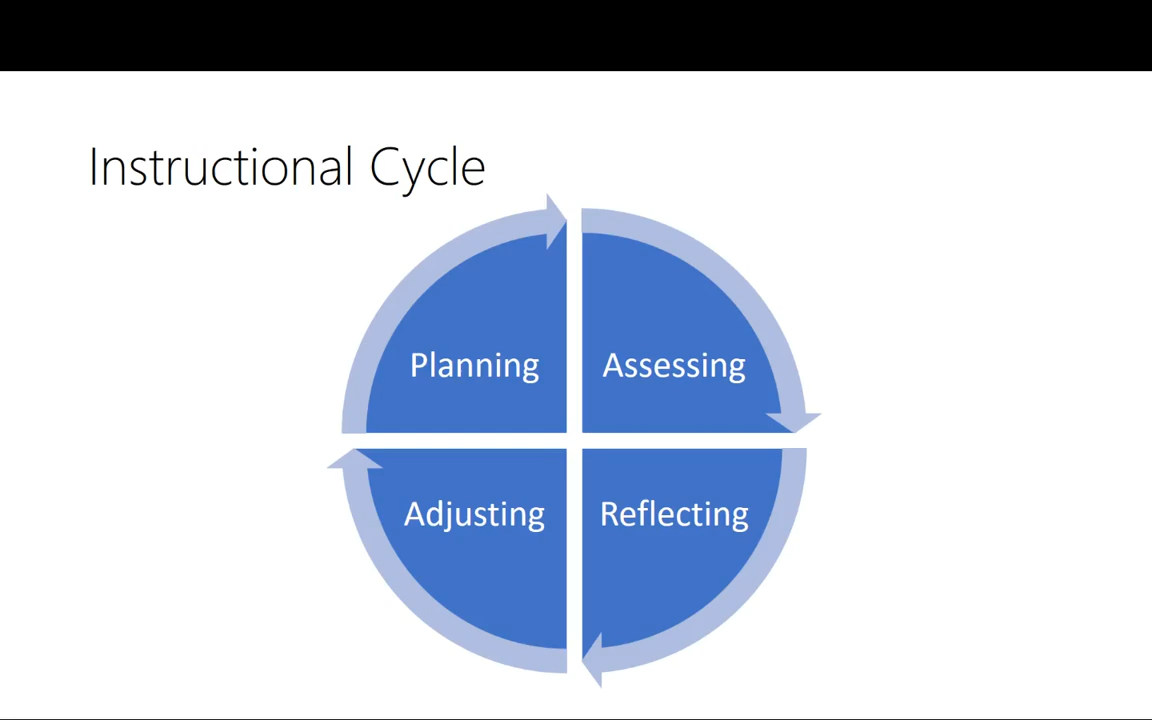 Instructional Cycle
Planning
Assessing
Adjusting
Reflecting